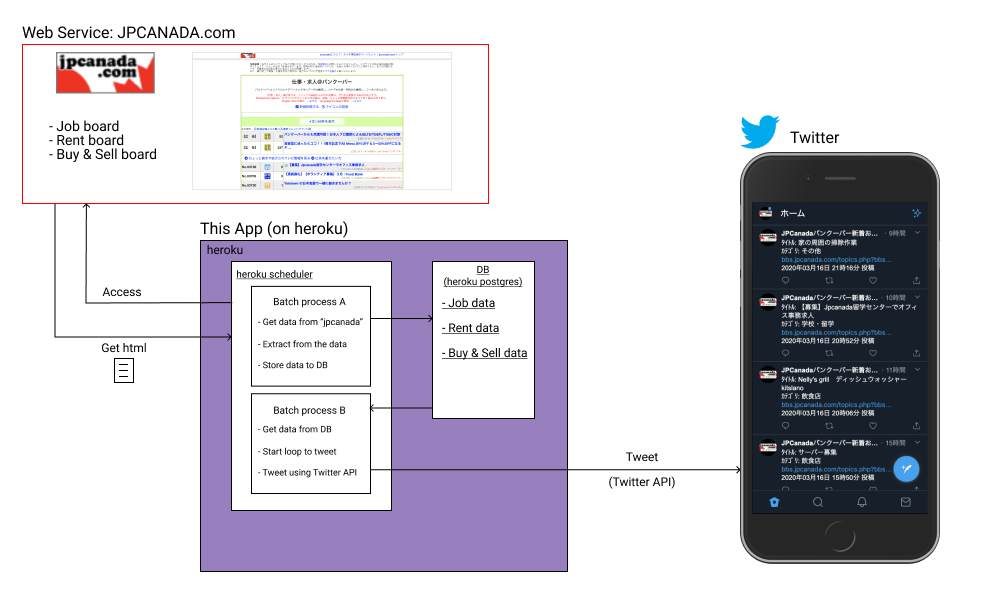 Web Service: JPCANADA.com
jpcanada
.com
- Job board
- Rent board
- Buy & Sell board
仕事・求人@バンクーバー
Twitter
ホーム
JPCanadaバンクーバー新着お... · 9時間
ﾀｲﾄﾙ: 家の周囲の掃除作業
ｶﾃｺﾞﾘ: その他
bbs.jpcanada.com/topics.php?bbs...
2020年03月16日 21時16分 投稿
JPCanadaバンクーバー新着お... · 10時間
ﾀｲﾄﾙ: 【募集】Jpcanada留学センターでオフィ
ス事務求人
ｶﾃｺﾞﾘ: 学校・留学
bbs.jpcanada.com/topics.php?bbs...
2020年03月16日 20時52分 投稿
JPCanadaバンクーバー新着お... · 11時間
ﾀｲﾄﾙ: Nelly's grill　ディッシュウォッシャー
kitslano
ｶﾃｺﾞﾘ: 飲食店
bbs.jpcanada.com/topics.php?bbs...
2020年03月16日 20時06分 投稿
JPCanadaバンクーバー新着お... · 15時間
ﾀｲﾄﾙ: サーバー募集
ｶﾃｺﾞﾘ: 飲食店
bbs.jpcanada.com/topics.php?bbs...
2020年03月16日 15時50分 投稿
This App (on heroku)
heroku
heroku scheduler
Batch process A
- Get data from "jpcanada"
- Extract from the data
- Store data to DB
Batch process B
- Get data from DB
- Start loop to tweet
- Tweet using Twitter API
DB
(heroku postgres)
- Job data
- Rent data
- Buy & Sell data
Access
Get html
Tweet
(Twitter API)